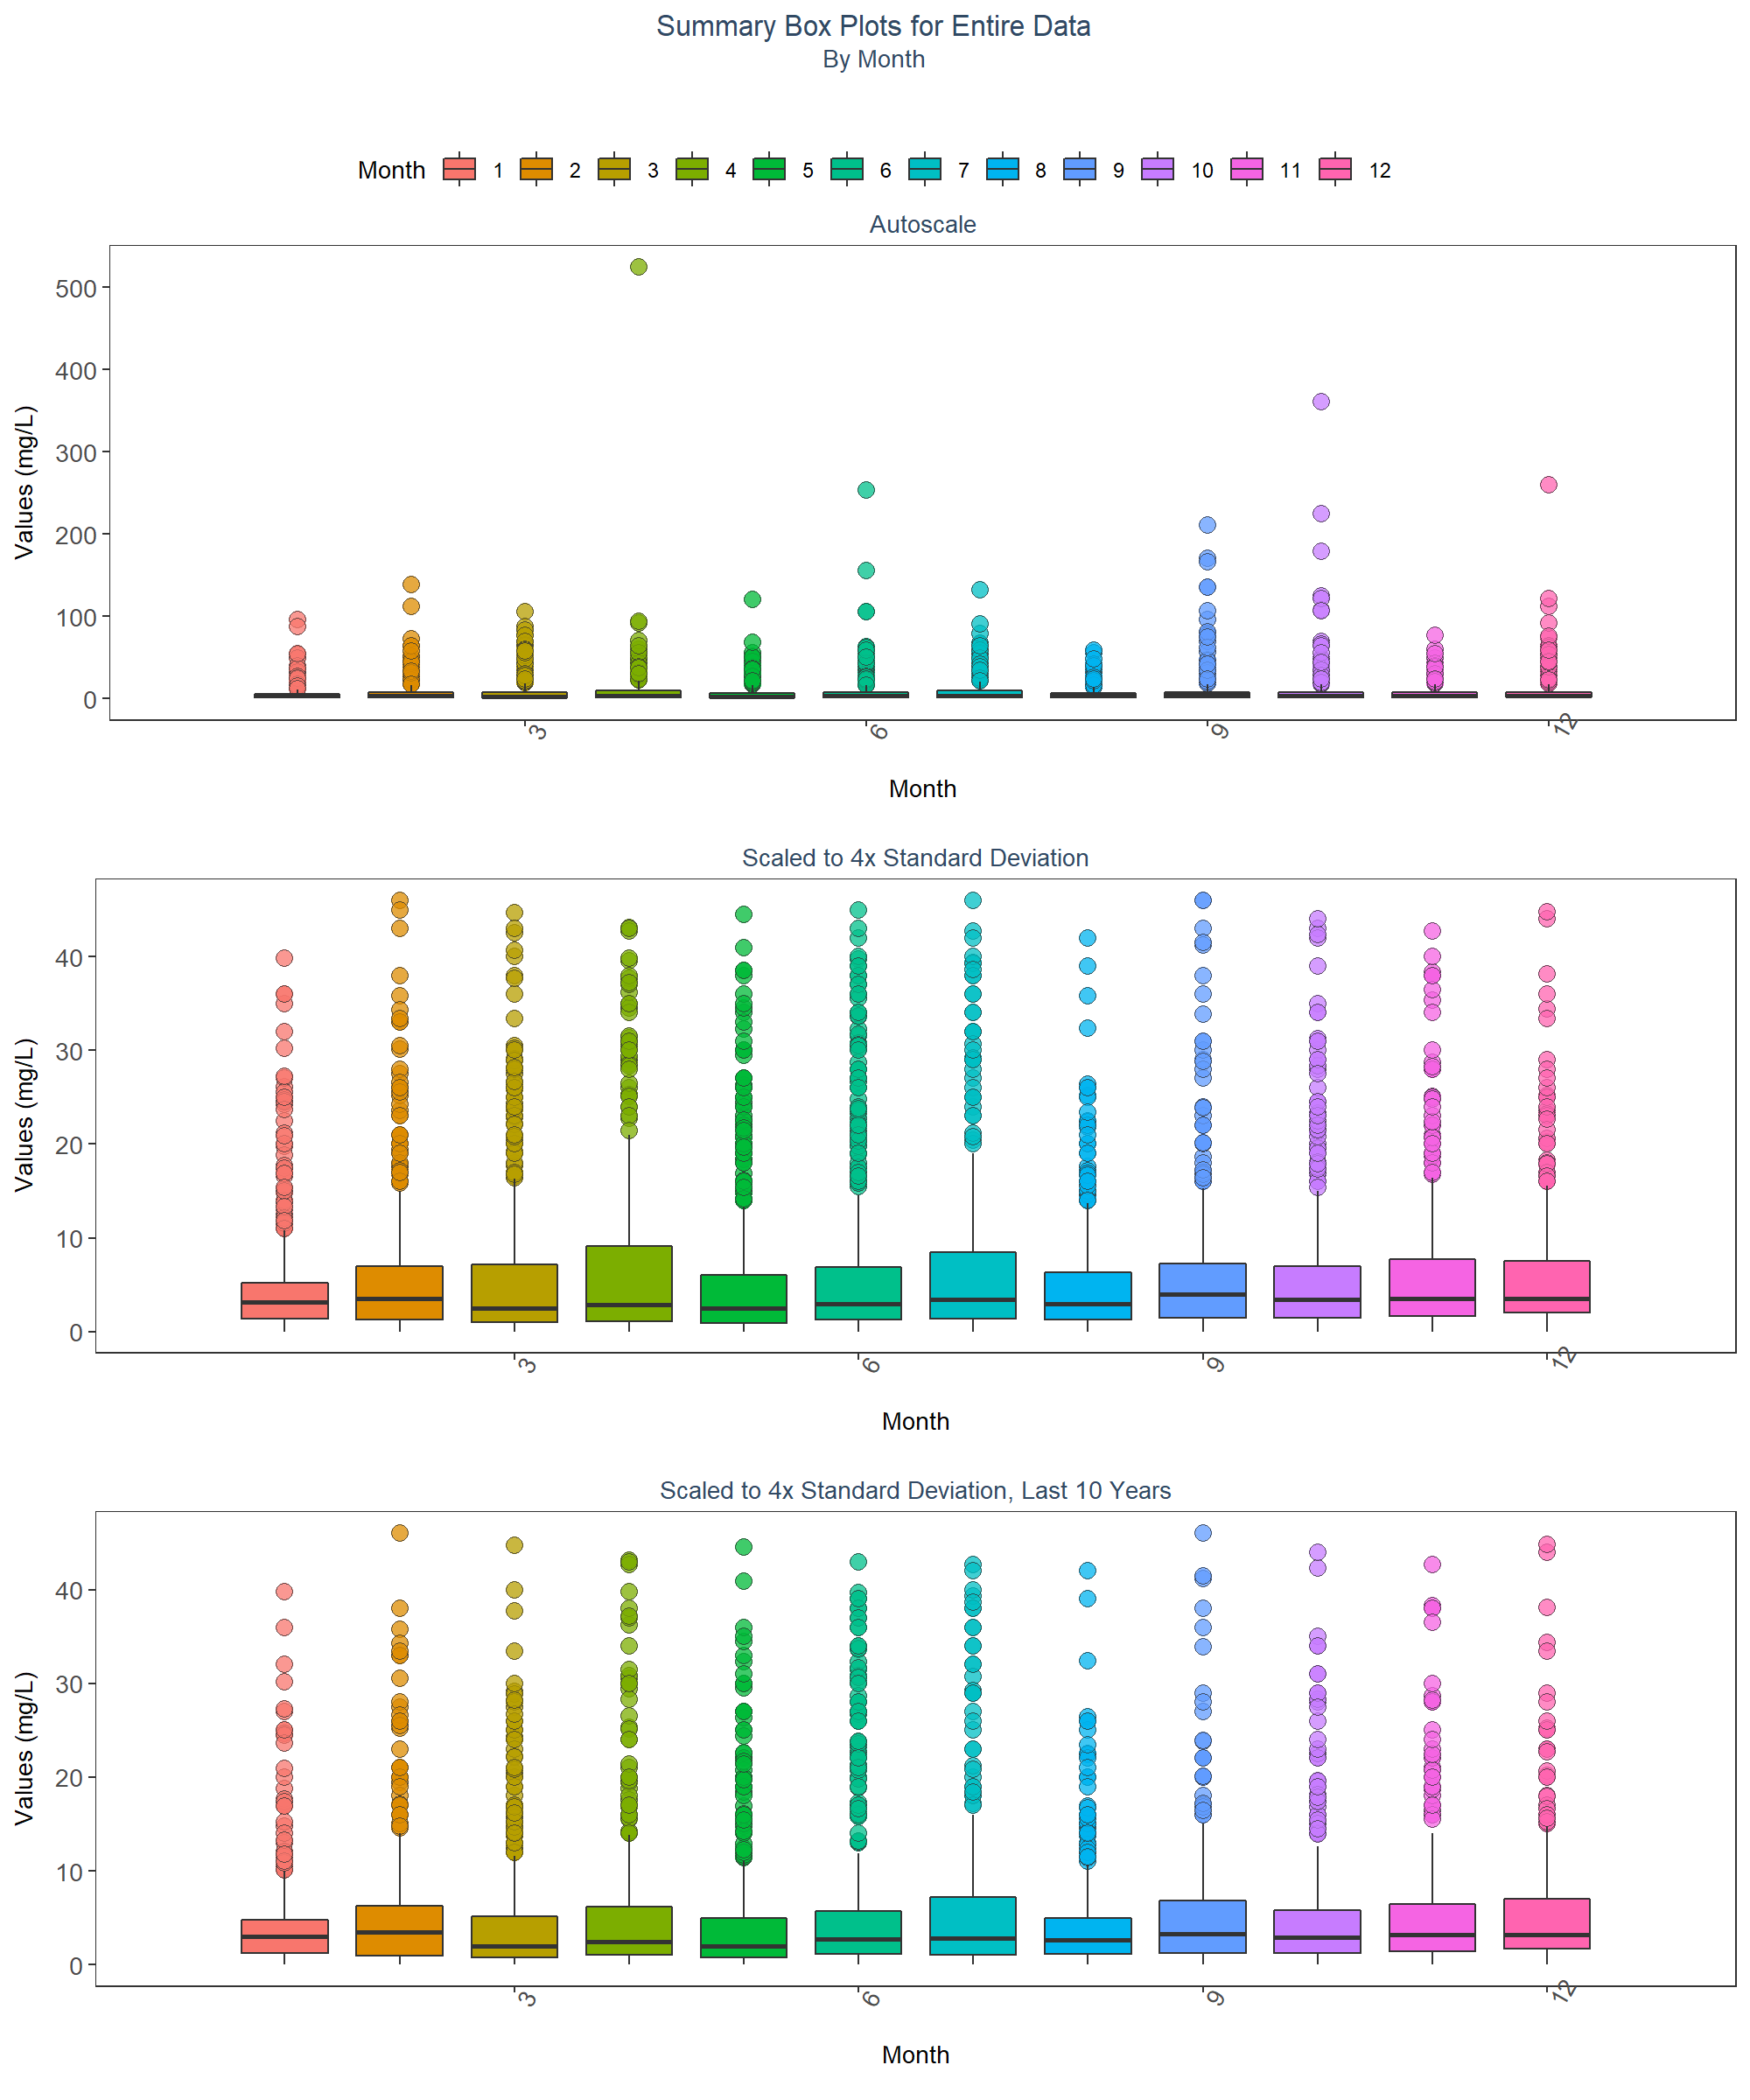 Summary Box Plots for Entire Data
By Month
Month 1 2 3 4 5 6 7 8 9 10 11 12
Autoscale
Values (mg/L)
500
400
300
200
100
0
3 6 9 12
Month
Scaled to 4x Standard Deviation
Values (mg/L)
40
30
20
10
0
3 6 9 12
Month
Scaled to 4x Standard Deviation, Last 10 Years
Values (mg/L)
40
30
20
10
0
3 6 9 12
Month